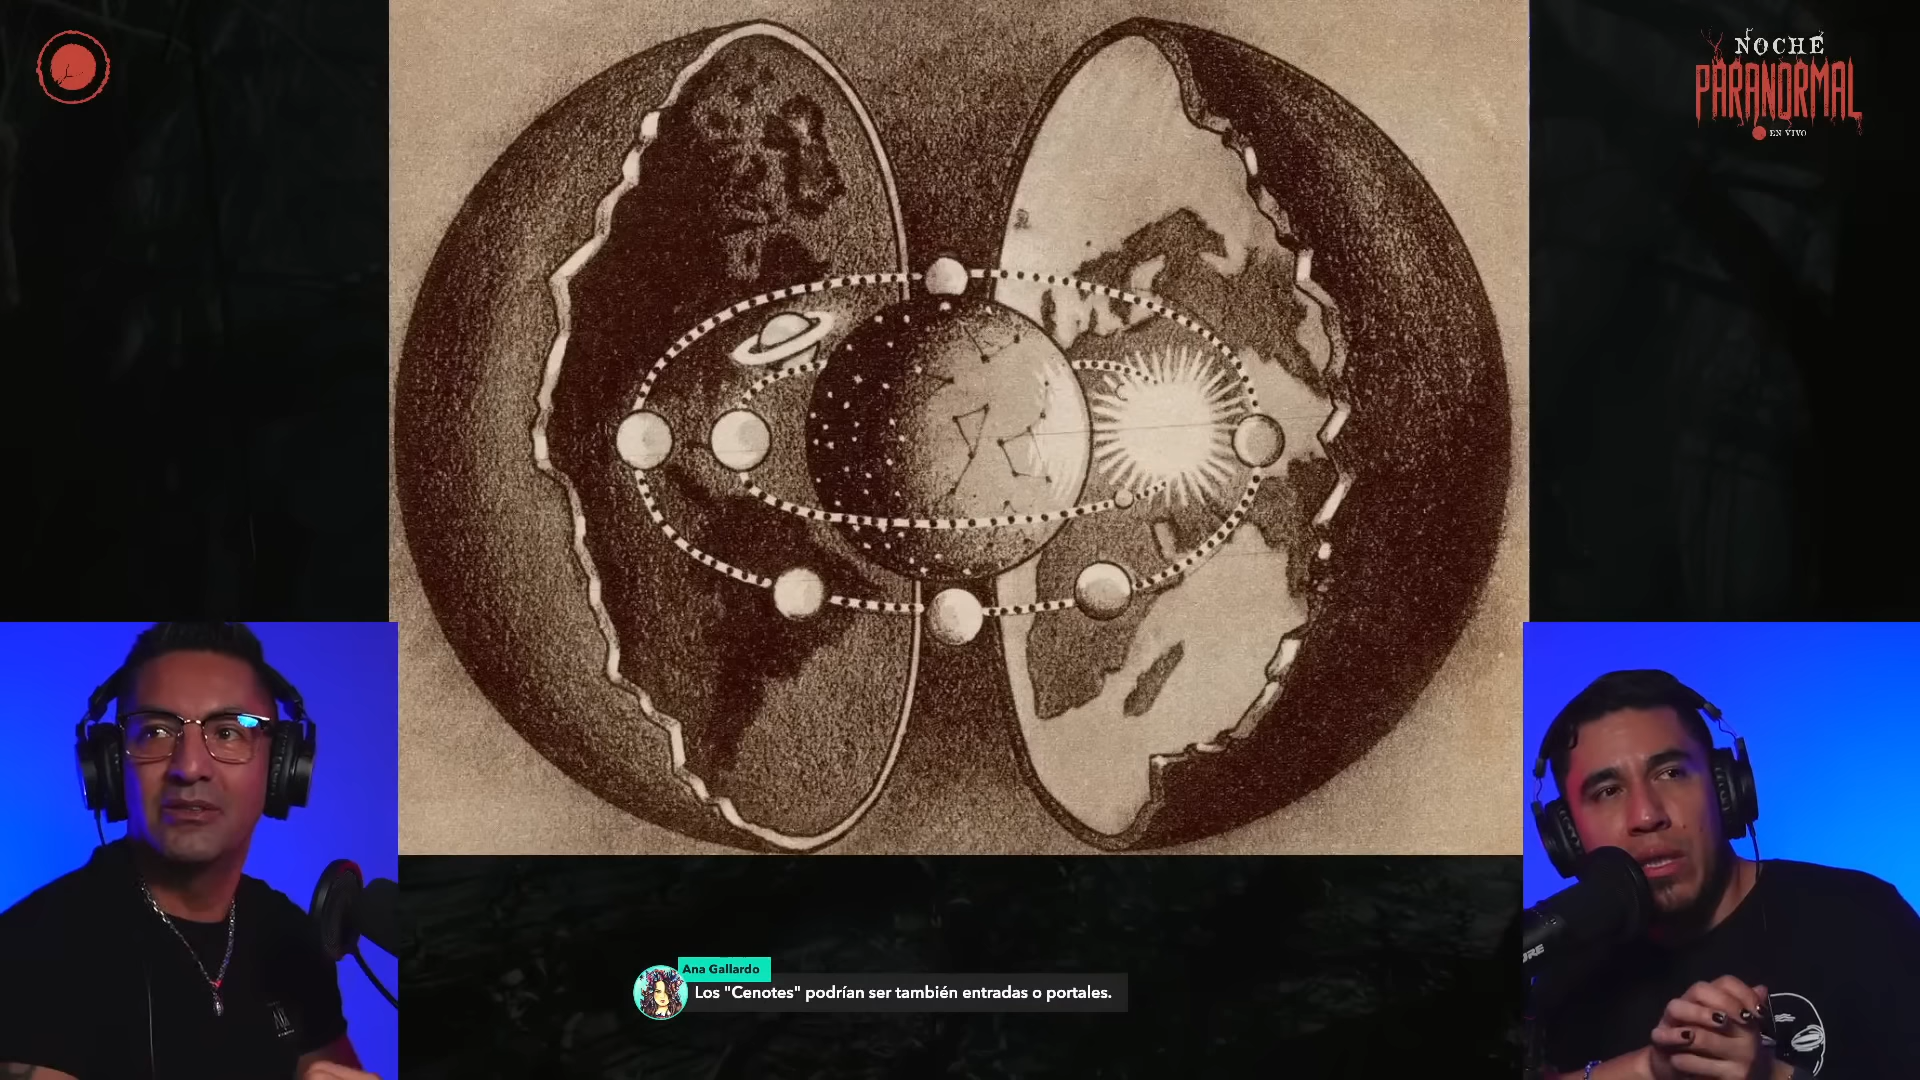 NOCHE
PARANORMAL
EN VIVO
Ana Gallardo
Los "Cenotes" podrían ser también entradas o portales.